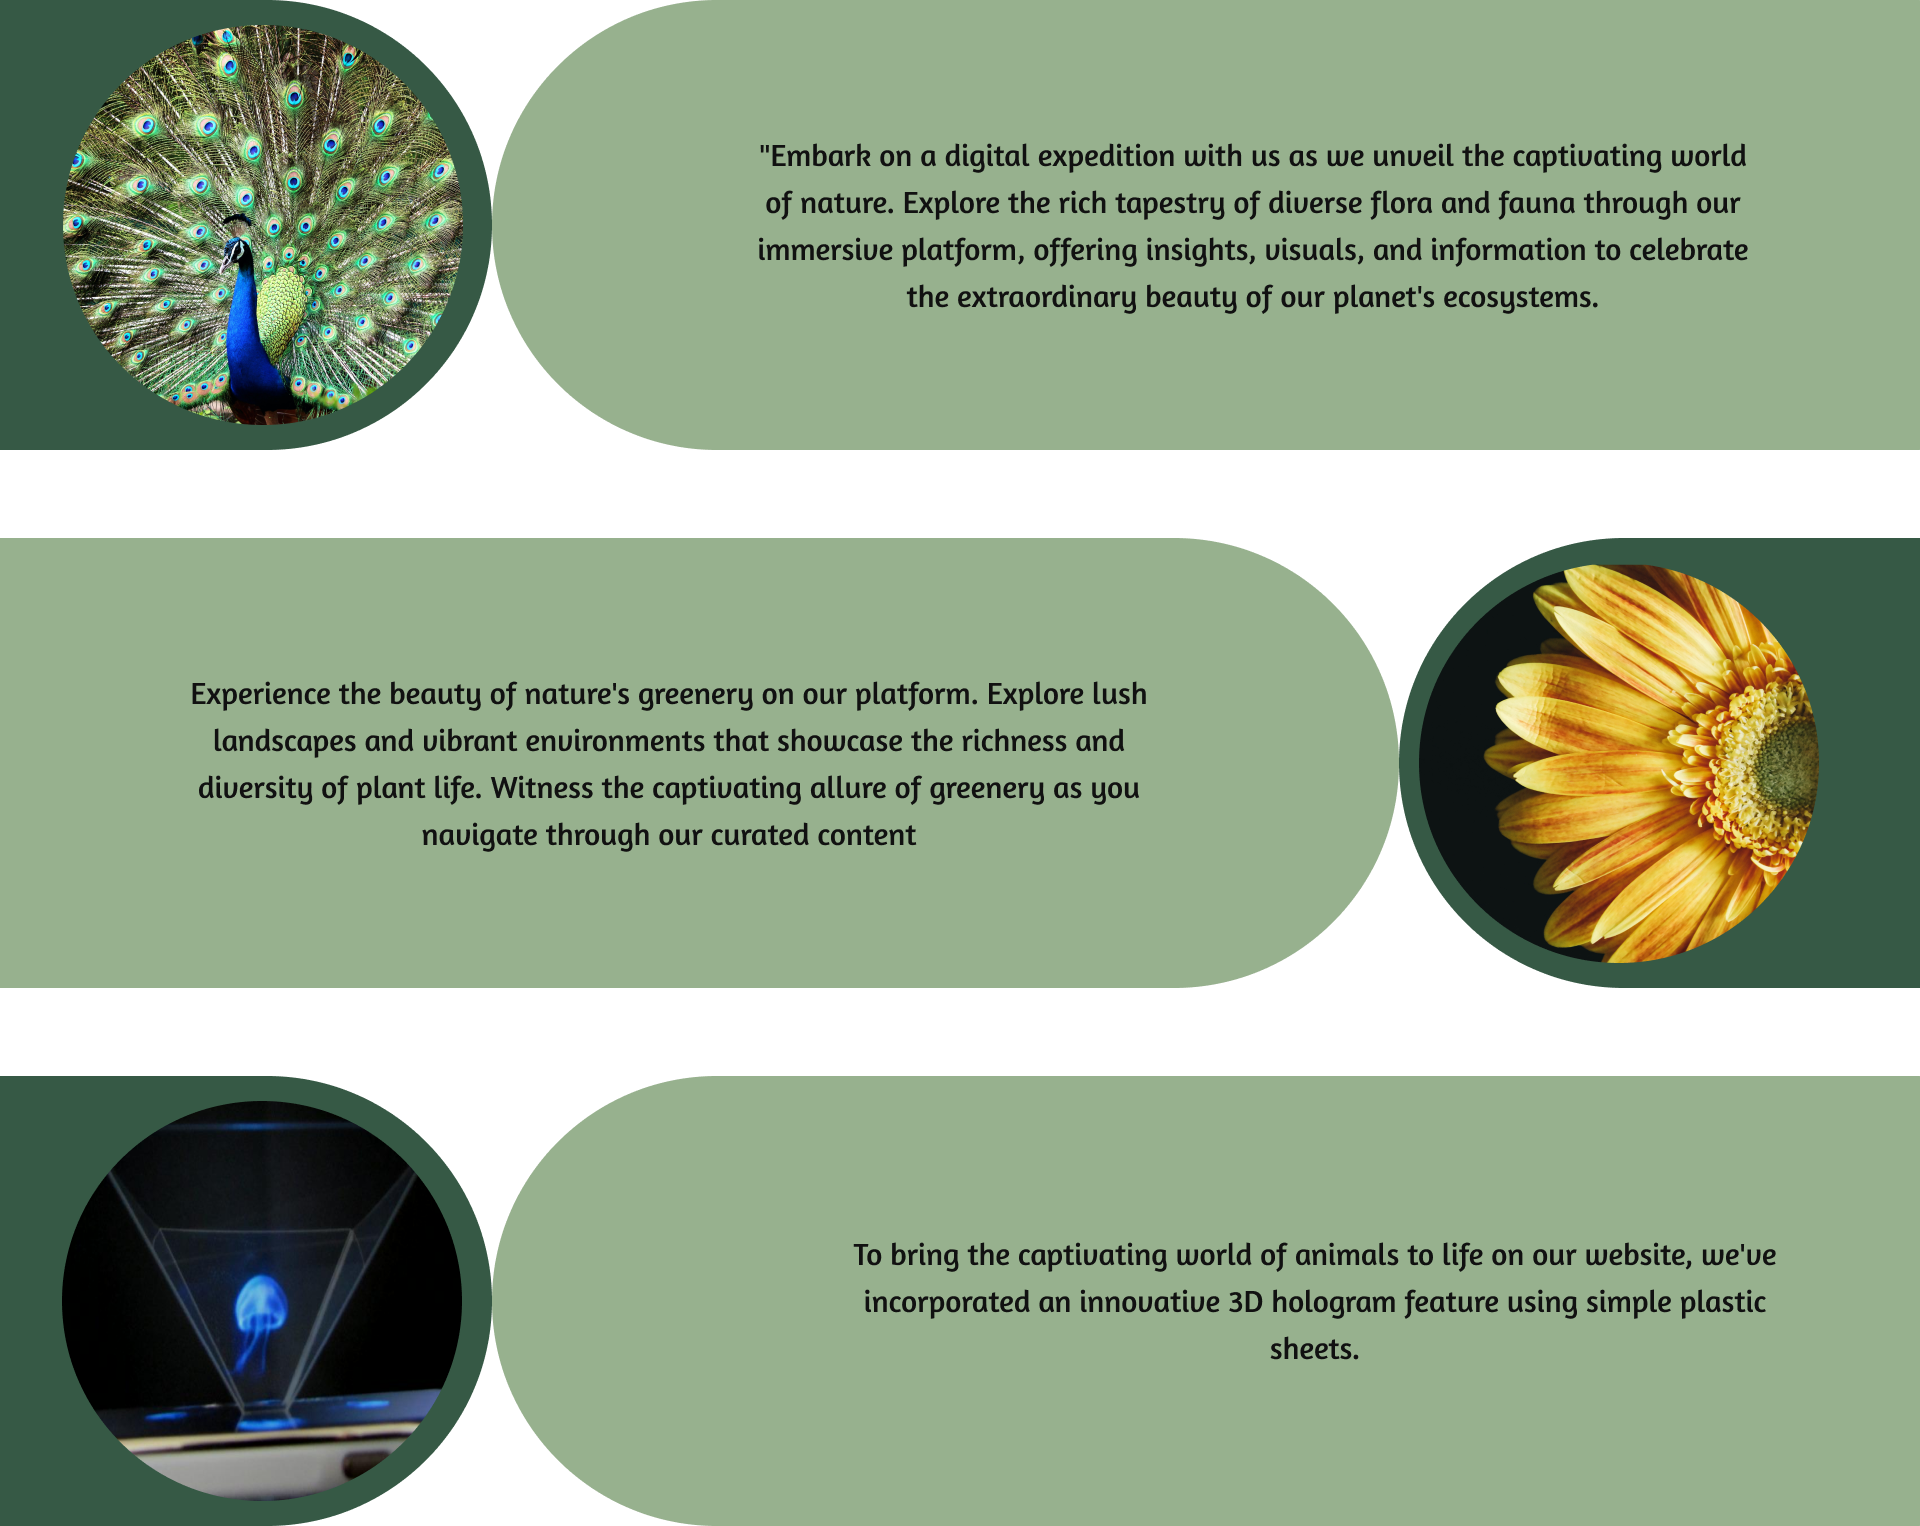 "Embark on a digital expedition with us as we unveil the captivating world
of nature. Explore the rich tapestry of diverse flora and fauna through our
immersive platform, offering insights, visuals, and information to celebrate
the extraordinary beauty of our planet's ecosystems.
Experience the beauty of nature's greenery on our platform. Explore lush
landscapes and vibrant environments that showcase the richness and
diversity of plant life. Witness the captivating allure of greenery as you
navigate through our curated content
To bring the captivating world of animals to life on our website, we've
incorporated an innovative 3D hologram feature using simple plastic
sheets.